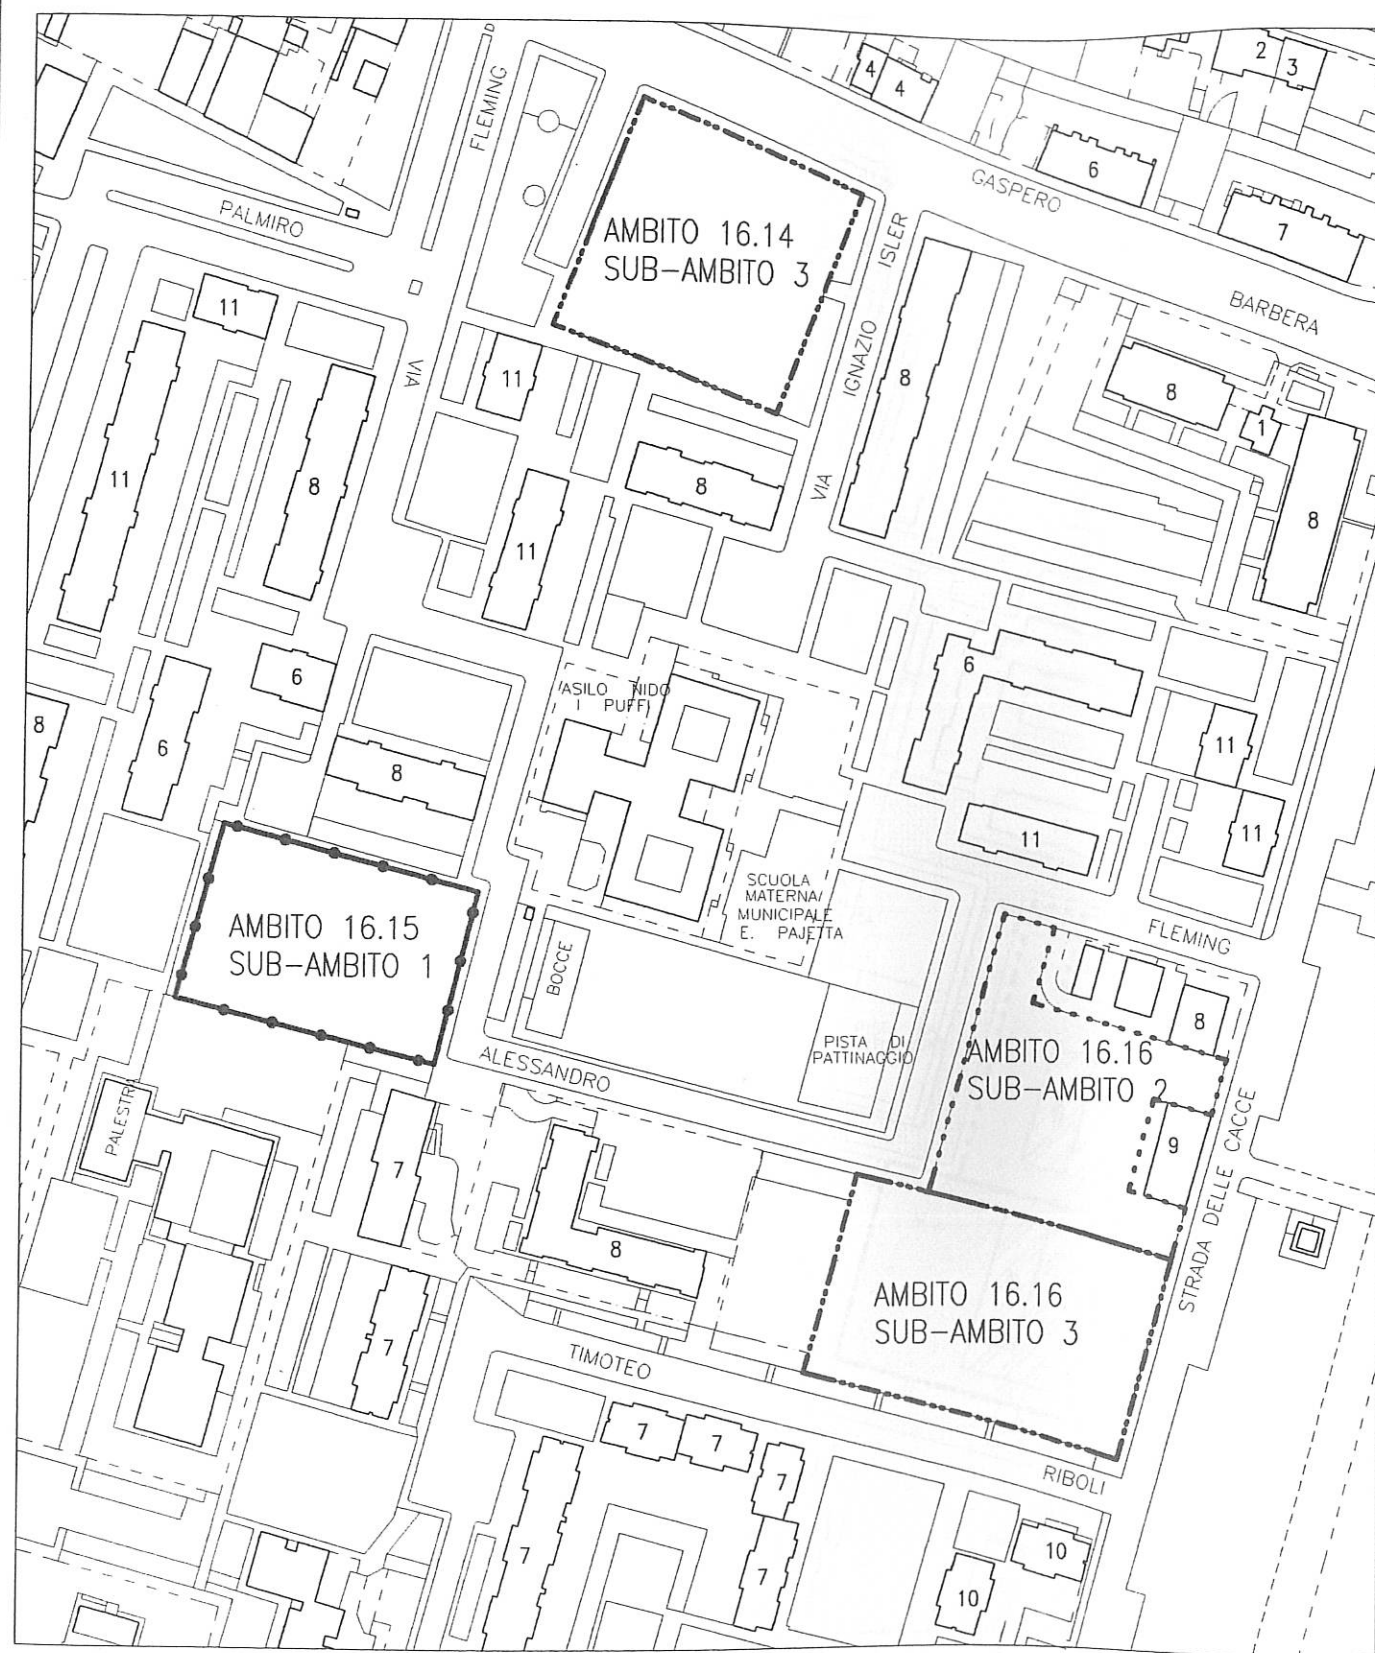 2
3
4
4
FLEMING
6
GASPERO
7
PALMIRO
AMBITO 16.14
SUB-AMBITO 3
ISLER
BARBERA
11
IGNAZIO
VIA
11
8
8
1
11
8
8
VIA
8
11
6
6
ASILO NIDO
I PUFFI
8
6
11
8
11
11
SCUOLA
MATERNA
MUNICIPALE
E. PAJETTA
AMBITO 16.15
SUB-AMBITO 1
FLEMING
BOCCE
8
PISTA DI
PATTINAGGIO
AMBITO 16.16
SUB-AMBITO 2
ALESSANDRO
PALESTR
9
7
STRADA DELLE CACCE
8
AMBITO 16.16
SUB-AMBITO 3
7
TIMOTEO
7
7
7
RIBOLI
7
10
7
10